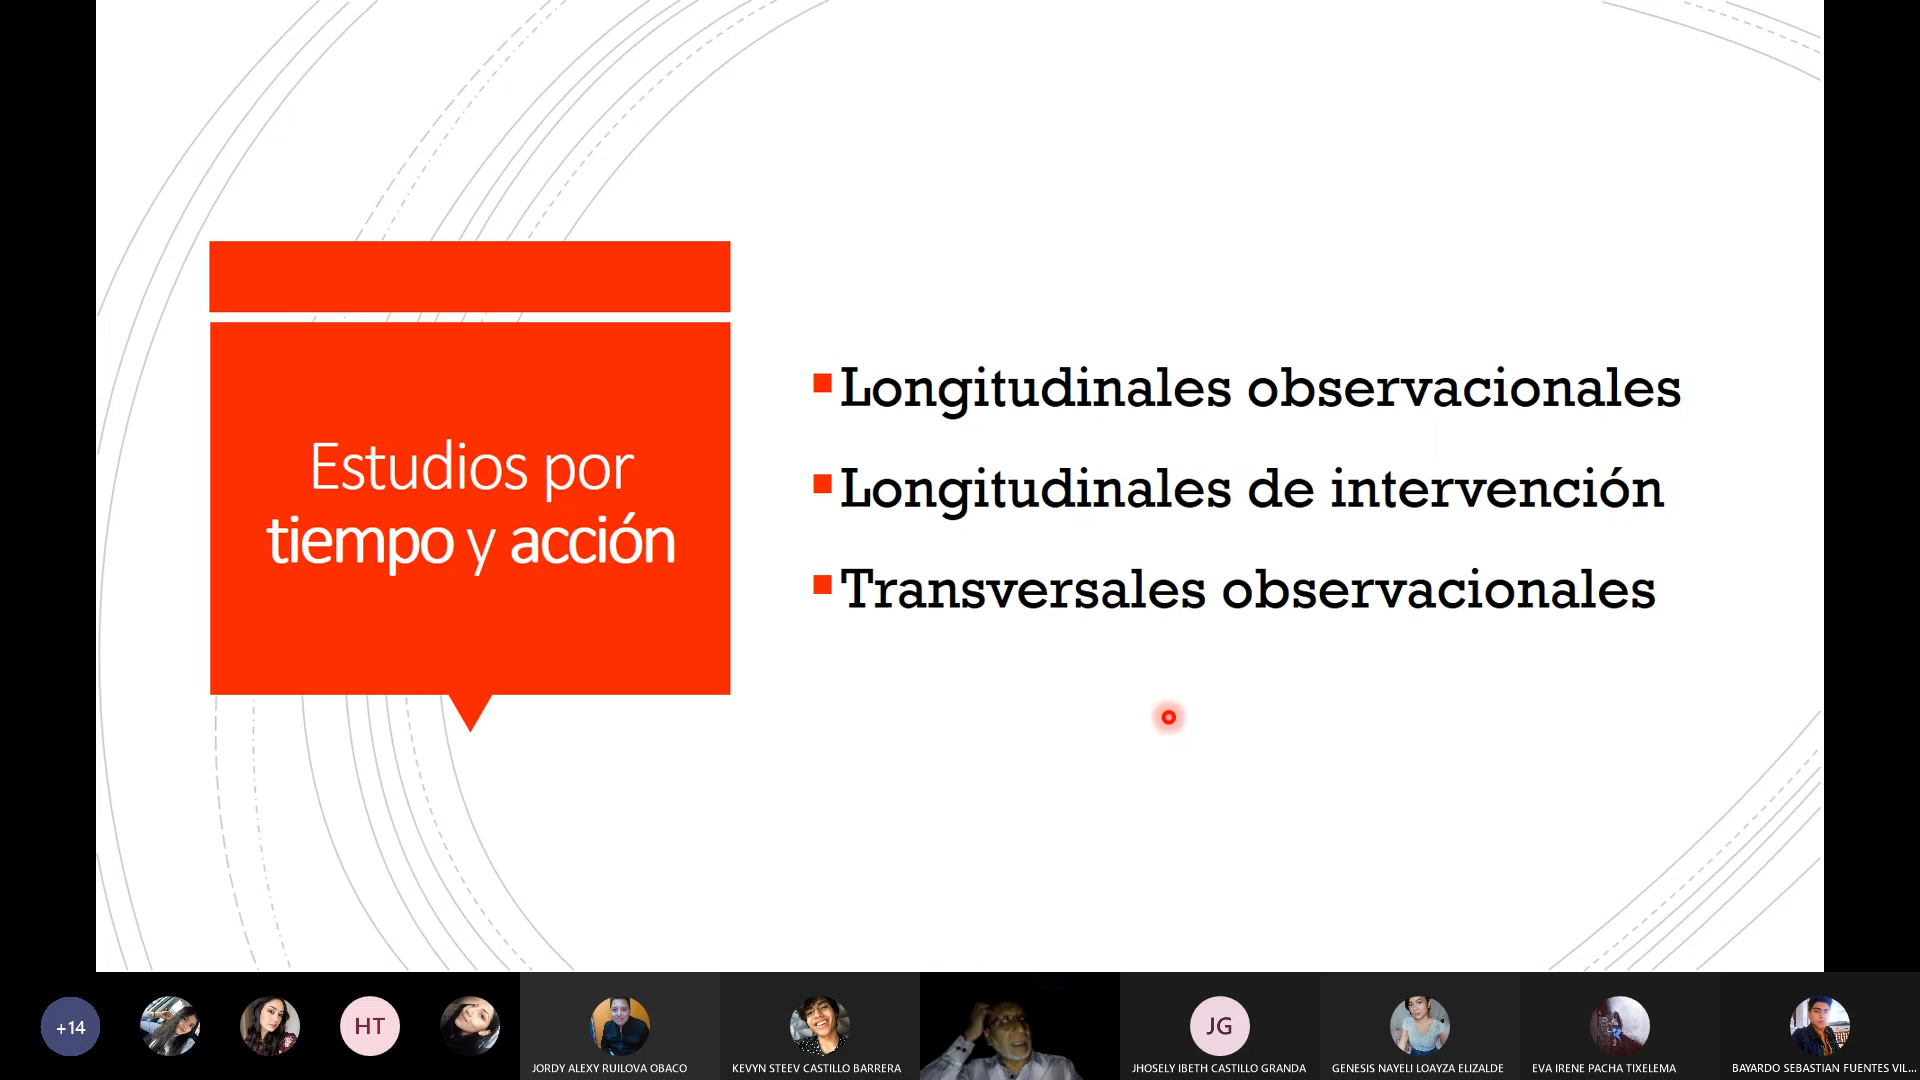 Estudios por
tiempo y acción
Longitudinales observacionales
Longitudinales de intervención
Transversales observacionales
+14
HT
JORDY ALEXY RUILOVA OBACO
KEVYN STEEV CASTILLO BARRERA
JG
JHOSELY IBETH CASTILLO GRANDA
GENESIS NAYELI LOAYZA ELIZALDE
EVA IRENE PACHA TIXELEMA
BAYARDO SEBASTIAN FUENTES VIL...